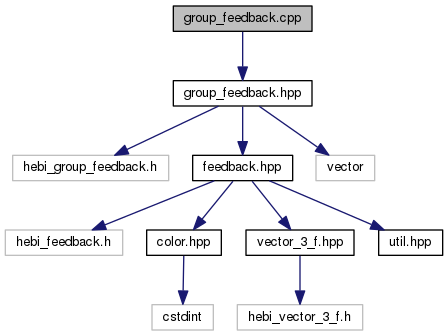 group_feedback.cpp
group_feedback.hpp
hebi_group_feedback.h
feedback.hpp
vector
hebi_feedback.h
color.hpp
vector_3_f.hpp
util.hpp
cstdint
hebi_vector_3_f.h